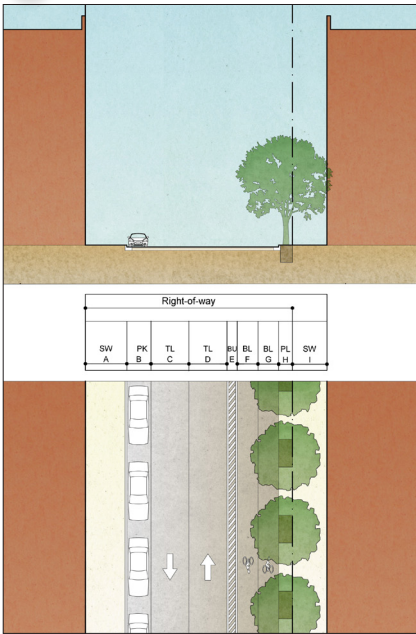 Right-of-way
SW PK TL TL BU BL BL PL SW
A B C D E F G H I